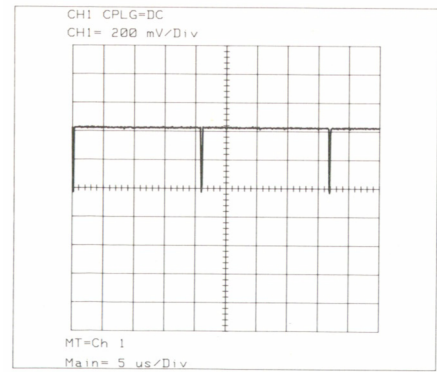 CH1 CPLG=DC
CH1= 200 mV/Div
MT=Ch 1
Main= 5 us/Div